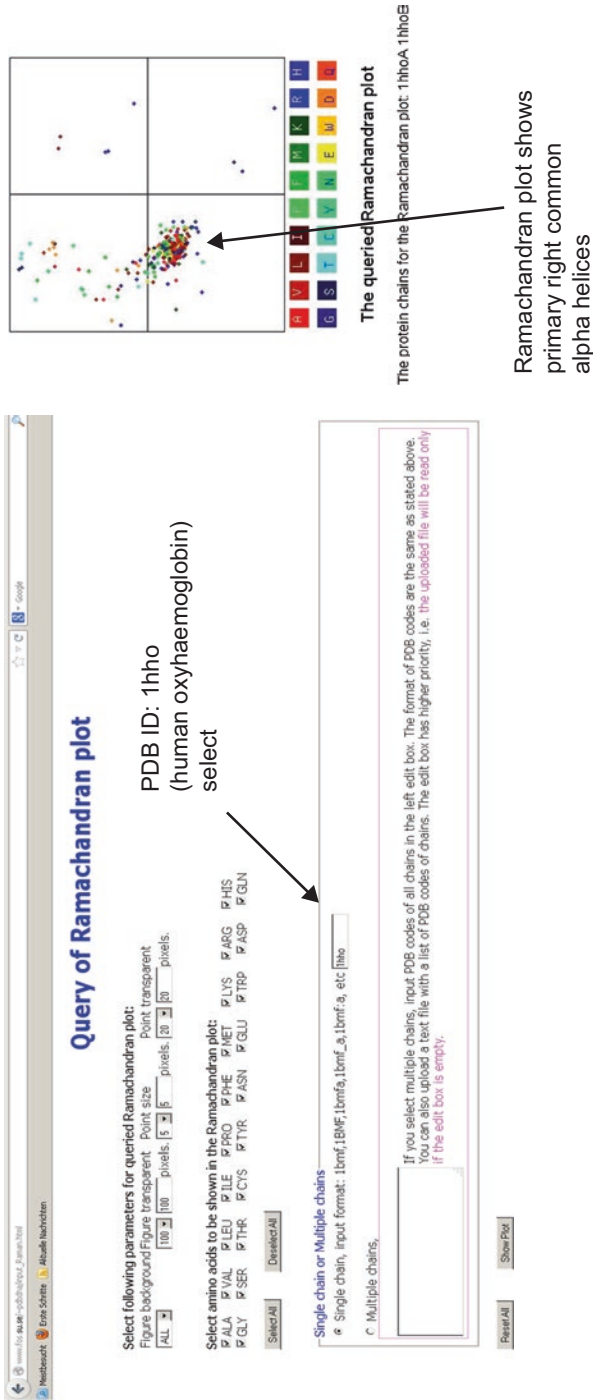 Google
Meistbesucht Erste Schritte Aktuelle Nachrichten
Query of Ramachandran plot
Select following parameters for queried Ramachandran plot:
Figure background Figure transparent Point size Point transparent
ALL 100 100 pixels. 5 5 pixels. 20 20 pixels.
Select amino acids to be shown in the Ramachandran plot:
ALA VAL LEU ILE PRO PHE MET LYS ARG HIS
GLY SER THR CYS TYR ASN GLU TRP ASP GLN
Select All Deselect All
PDB ID: 1hho
(human oxyhaemoglobin)
select
Single chain or Multiple chains
Single chain, input format: 1bmf,1BMF,1bmfa,1bmf_a,1bmf:a, etc 1hho
Multiple chains,
If you select multiple chains, input PDB codes of all chains in the left edit box. The format of PDB codes are the same as stated above.
You can also upload a text file with a list of PDB codes of chains. The edit box has higher priority, i.e. the uploaded file will be read only
if the edit box is empty.
Reset All Show Plot
A V L I P F M K R H
G S T C Y N E W D Q
The queried Ramachandran plot
The protein chains for the Ramachandran plot: 1hhoA 1hhoB
Ramachandran plot shows
primary right common
alpha helices